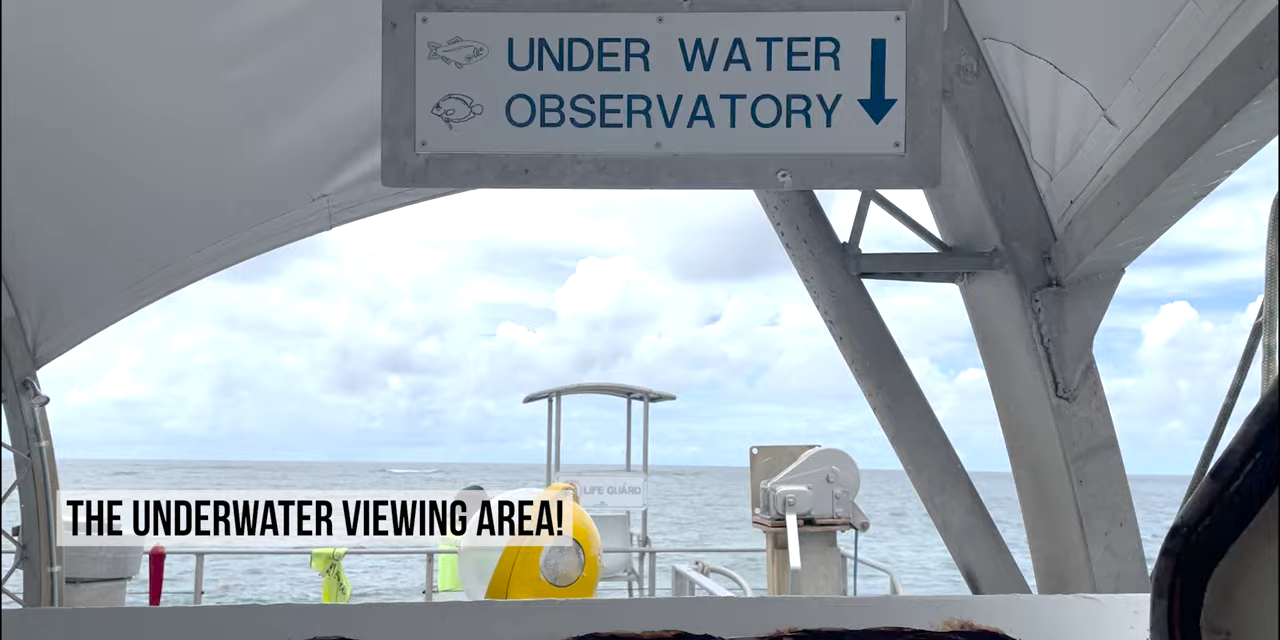 UNDER WATER
OBSERVATORY
LIFE GUARD
THE UNDERWATER VIEWING AREA!